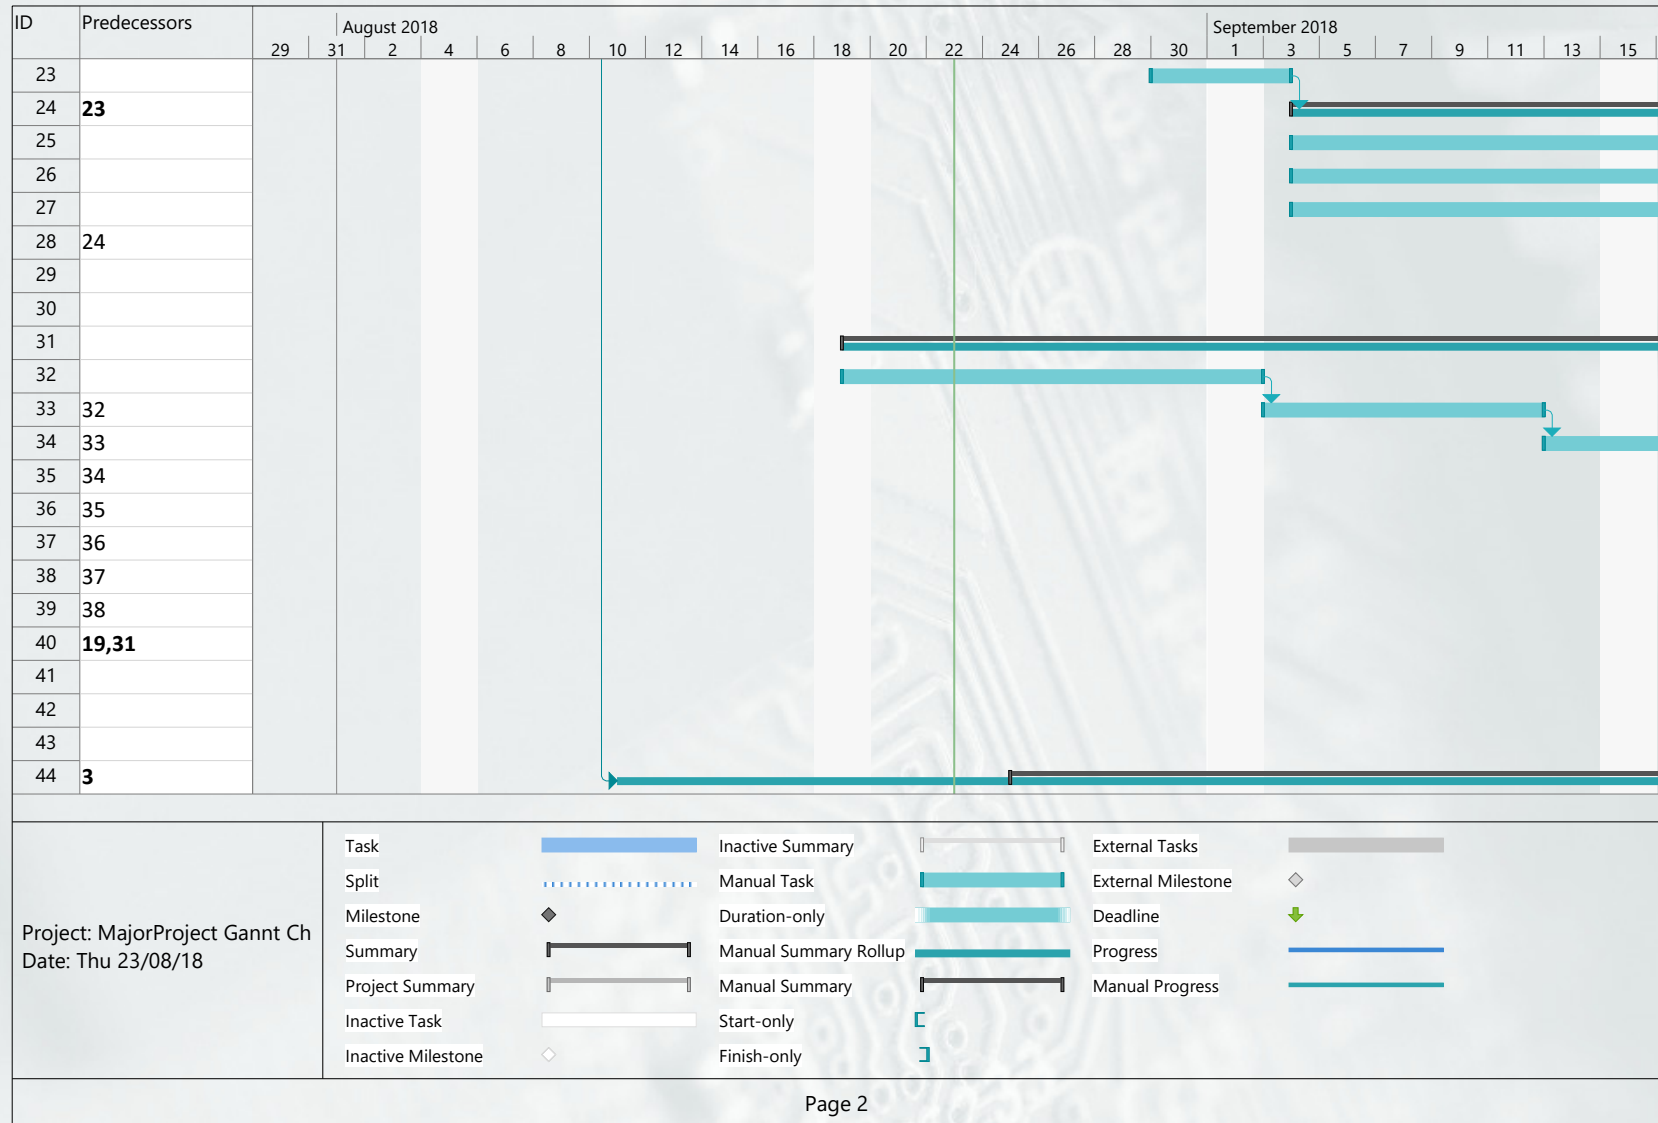 ID Predecessors August 2018 September 2018
29 31 2 4 6 8 10 12 14 16 18 20 22 24 26 28 30 1 3 5 7 9 11 13 15
23
24 23
25
26
27
28 24
29
30
31
32
33 32
34 33
35 34
36 35
37 36
38 37
39 38
40 19,31
41
42
43
44 3
Project: MajorProject Gannt Ch
Date: Thu 23/08/18
Task
Split
Milestone
Summary
Project Summary
Inactive Task
Inactive Milestone
Inactive Summary
Manual Task
Duration-only
Manual Summary Rollup
Manual Summary
Start-only
Finish-only
External Tasks
External Milestone
Deadline
Progress
Manual Progress
Page 2